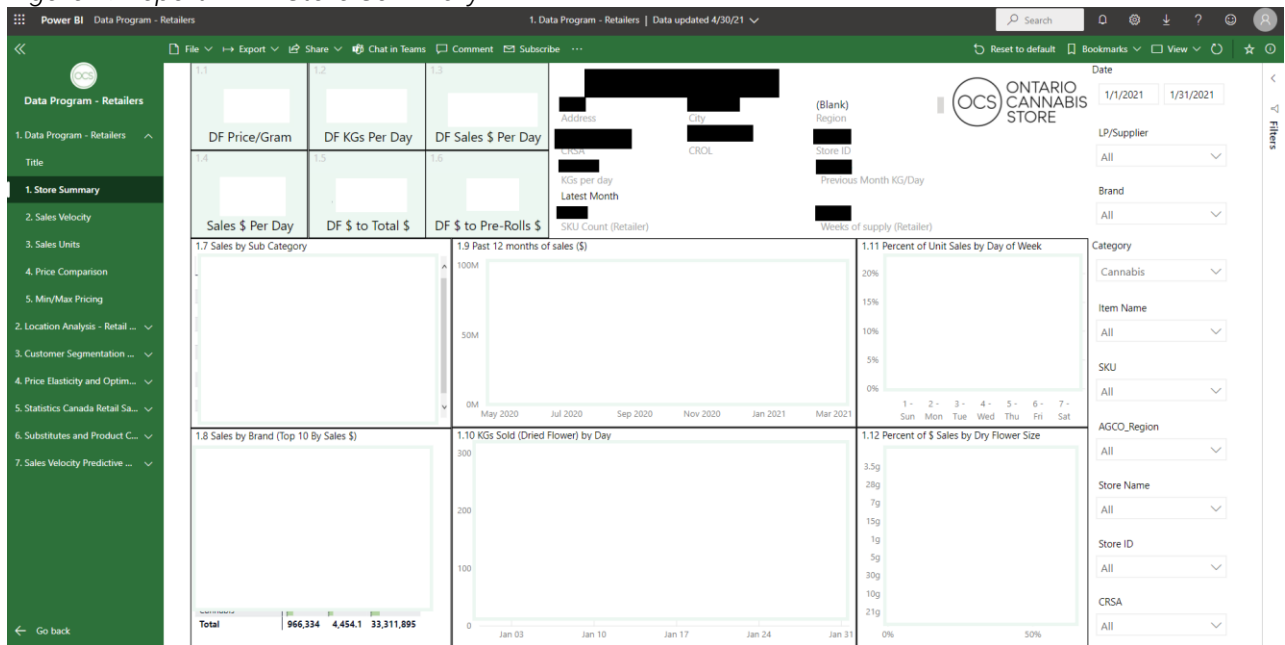 Power BI Data Program - Retailers
1. Data Program - Retailers | Data updated 4/30/21
Search
File Export Share Chat in Teams Comment Subscribe ...
Reset to default Bookmarks View
OCS
Data Program - Retailers
1. Data Program - Retailers
Title
1. Store Summary
2. Sales Velocity
3. Sales Units
4. Price Comparison
5. Min/Max Pricing
2. Location Analysis - Retail ...
3. Customer Segmentation ...
4. Price Elasticity and Optim...
5. Statistics Canada Retail Sa...
6. Substitutes and Product C...
7. Sales Velocity Predictive ...
Go back
1.1
DF Price/Gram
1.2
DF KGs Per Day
1.3
DF Sales $ Per Day
1.4
Sales $ Per Day
1.5
DF $ to Total $
1.6
DF $ to Pre-Rolls $
Address
City
(Blank)
Region
CRSA
CROL
Store ID
KGs per day
Previous Month KG/Day
Latest Month
SKU Count (Retailer)
Weeks of supply (Retailer)
OCS ONTARIO
CANNABIS
STORE
1.7 Sales by Sub Category
1.9 Past 12 months of sales ($)
100M
50M
0M
May 2020 Jul 2020 Sep 2020 Nov 2020 Jan 2021 Mar 2021
1.11 Percent of Unit Sales by Day of Week
20%
15%
10%
5%
0%
1 - 2 - 3 - 4 - 5 - 6 - 7 -
Sun Mon Tue Wed Thu Fri Sat
1.8 Sales by Brand (Top 10 By Sales $)
Total 966,334 4,454.1 33,311,895
1.10 KGs Sold (Dried Flower) by Day
300
200
100
0
Jan 03 Jan 10 Jan 17 Jan 24 Jan 31
1.12 Percent of $ Sales by Dry Flower Size
3.5g
28g
7g
15g
1g
5g
30g
10g
21g
0% 50%
Date
1/1/2021 1/31/2021
LP/Supplier
All
Brand
All
Category
Cannabis
Item Name
All
SKU
All
AGCO_Region
All
Store Name
All
Store ID
All
CRSA
All
Filters